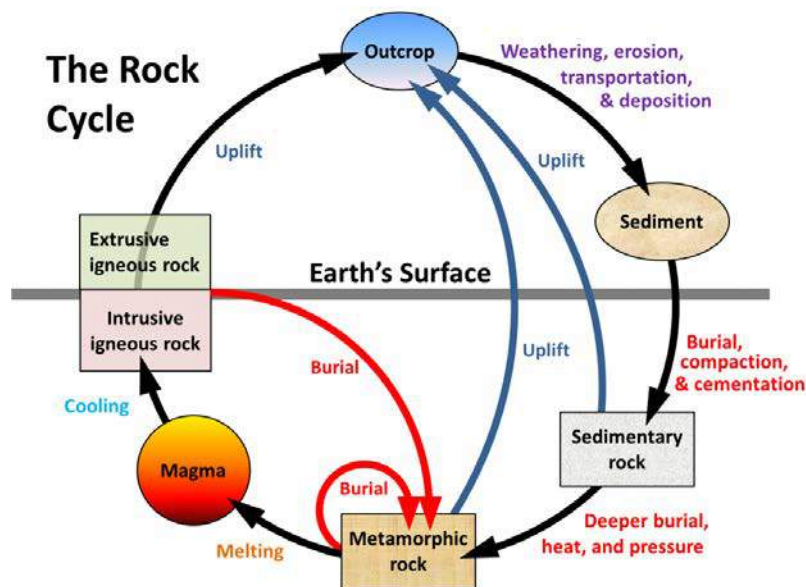 The Rock
Cycle
Outcrop
Weathering, erosion,
transportation,
& deposition
Uplift
Uplift
Sediment
Extrusive
igneous rock
Earth's Surface
Intrusive
igneous rock
Burial
Uplift
Burial,
compaction,
& cementation
Cooling
Magma
Sedimentary
rock
Burial
Melting
Metamorphic
rock
Deeper burial,
heat, and pressure